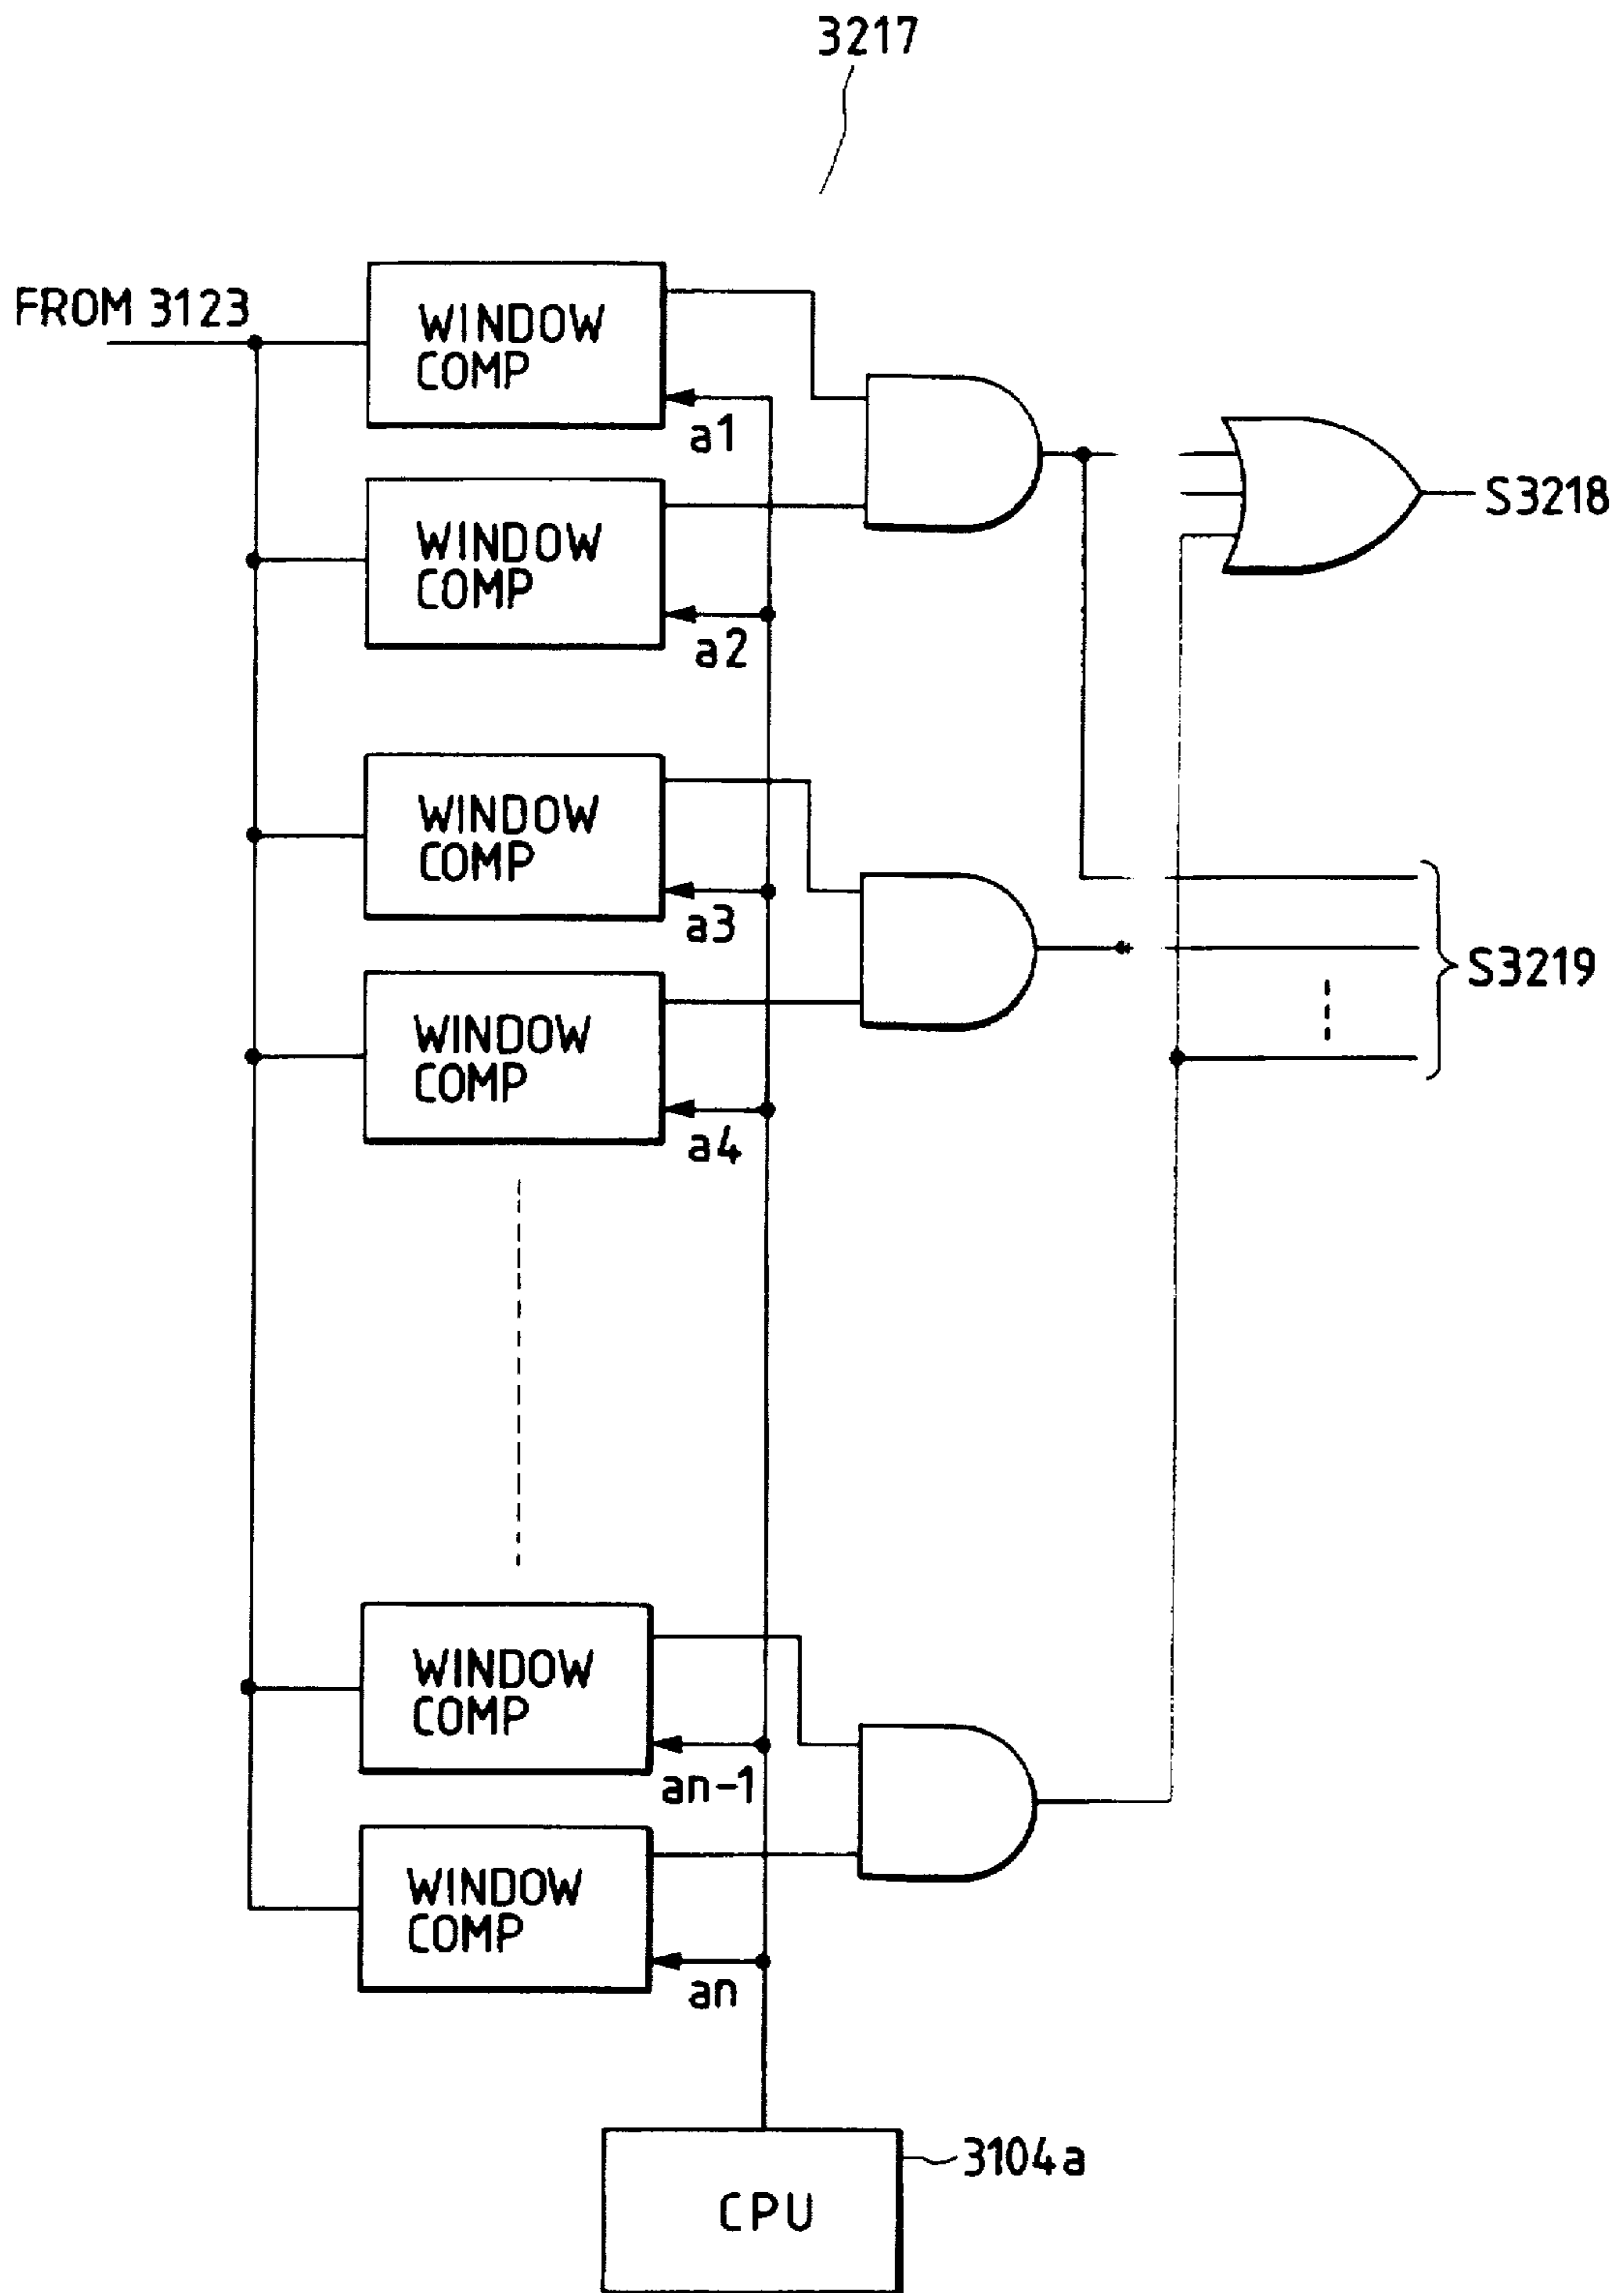 3217
FROM 3123
WINDOW
COMP
a1
WINDOW
COMP
a2
S3218
WINDOW
COMP
a3
WINDOW
COMP
a4
S3219
WINDOW
COMP
an-1
WINDOW
COMP
an
3104a
CPU